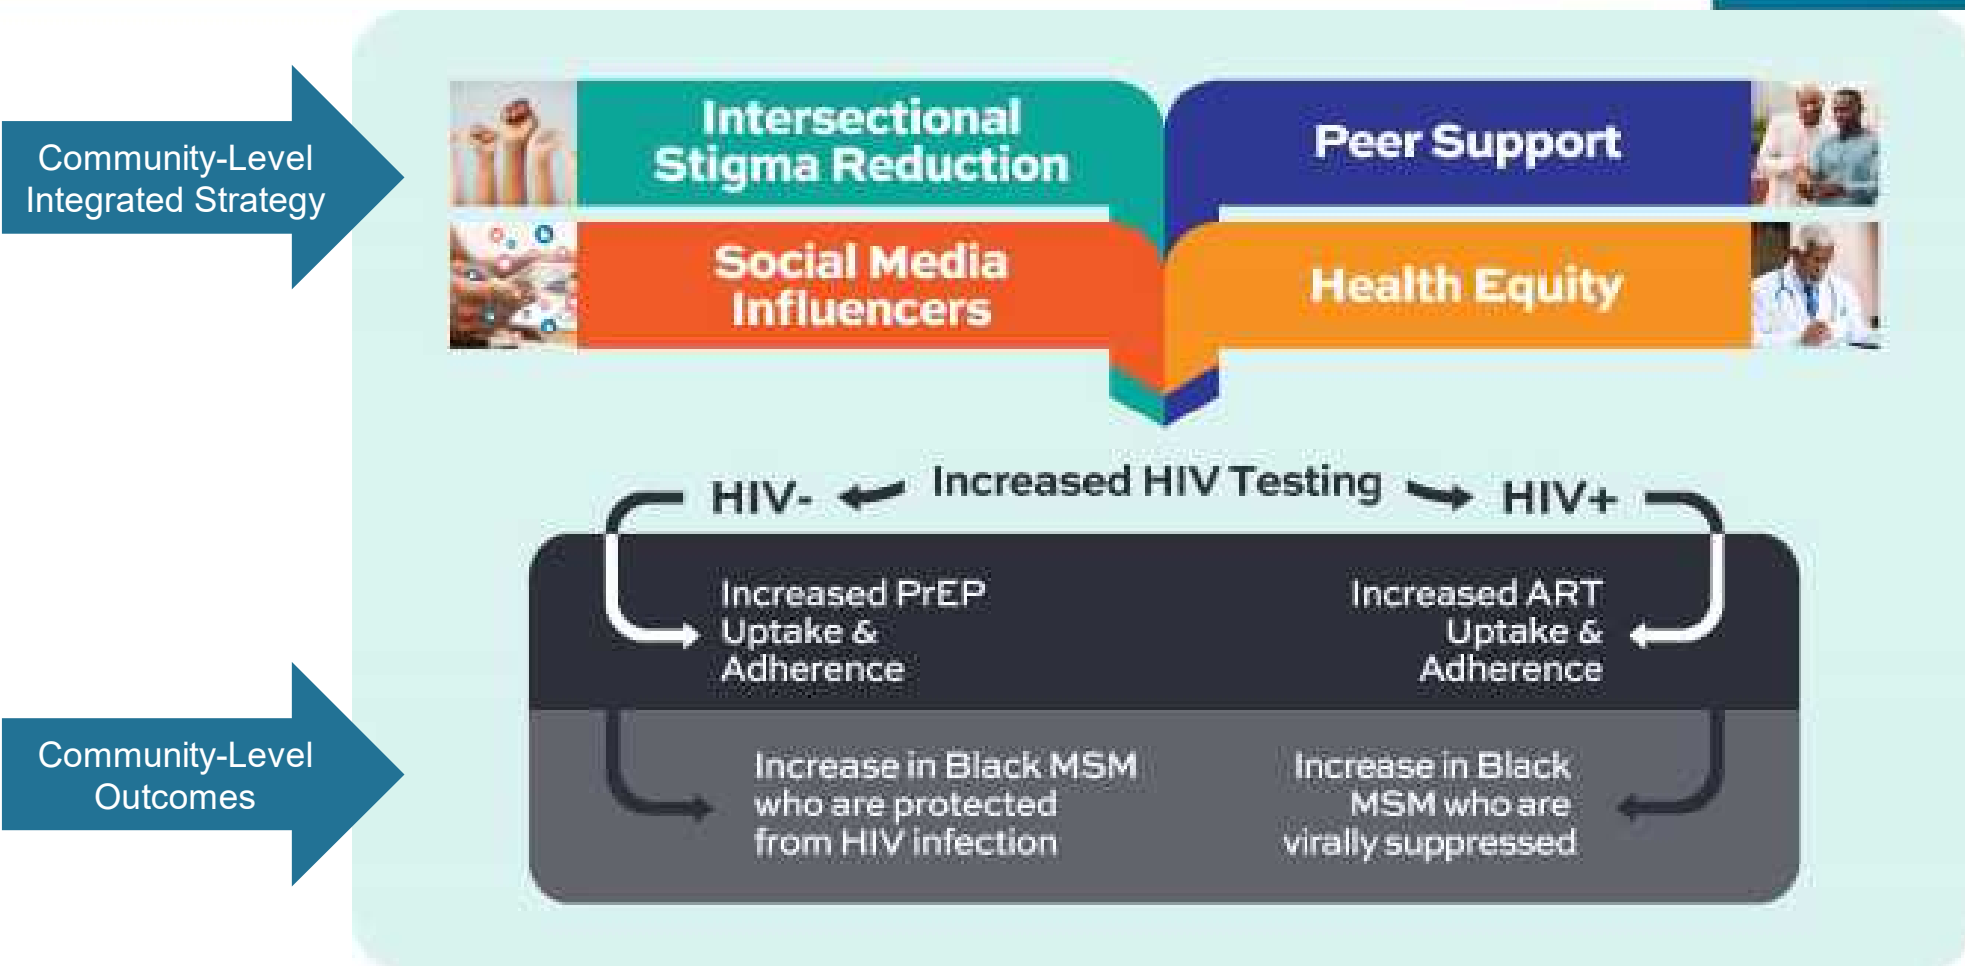 Community-Level
Integrated Strategy
Intersectional
Stigma Reduction
Peer Support
Social Media
Influencers
Health Equity
Increased HIV Testing
HIV-
HIV+
Increased PrEP
Uptake &
Adherence
Increased ART
Uptake &
Adherence
Community-Level
Outcomes
Increase in Black MSM
who are protected
from HIV infection
Increase in Black
MSM who are
virally suppressed